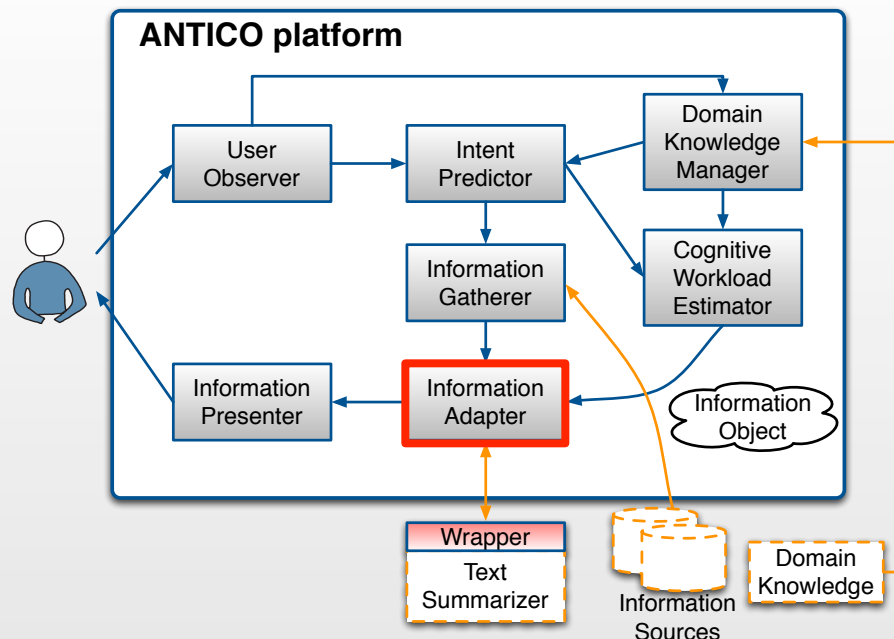 ANTICO platform
User
Observer
Intent
Predictor
Domain
Knowledge
Manager
Information
Gatherer
Cognitive
Workload
Estimator
Information
Presenter
Information
Adapter
Information
Object
Wrapper
Text
Summarizer
Information
Sources
Domain
Knowledge